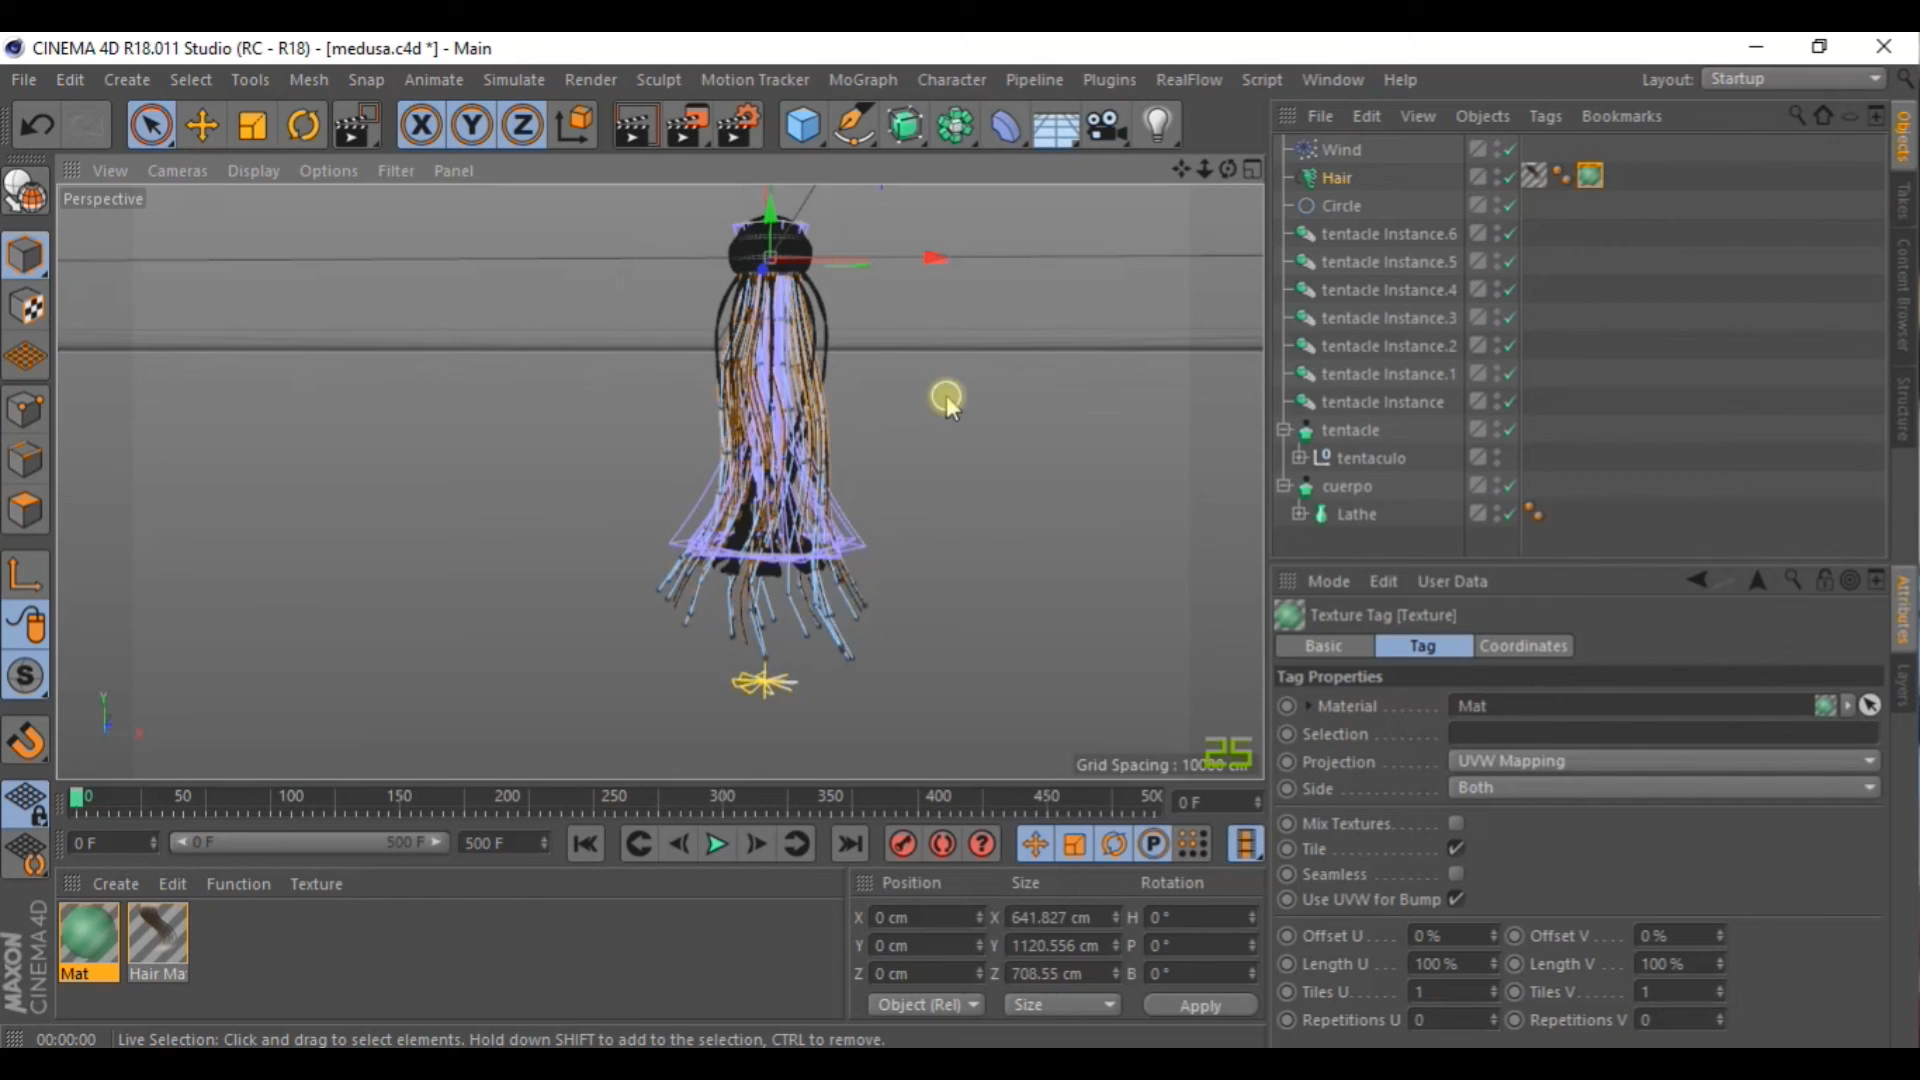 CINEMA 4D R18.011 Studio (RC - R18) - [medusa.c4d *] - Main
File Edit Create Select Tools Mesh Snap Animate Simulate Render Sculpt Motion Tracker MoGraph Character Pipeline Plugins RealFlow Script Window Help Layout: Startup
X Y Z
File Edit View Objects Tags Bookmarks
View Cameras Display Options Filter Panel
Perspective
Wind
Hair
Circle
tentacle Instance.6
tentacle Instance.5
tentacle Instance.4
tentacle Instance.3
tentacle Instance.2
tentacle Instance.1
tentacle Instance
tentacle
tentaculo
cuerpo
Lathe
Objects
Takes
Content Browser
Structure
Mode Edit User Data
Texture Tag [Texture]
Basic Tag Coordinates
Tag Properties
Material Mat
Selection
Projection UVW Mapping
Side Both
Mix Textures
Tile
Seamless
Use UVW for Bump
Offset U 0 % Offset V 0 %
Length U 100 % Length V 100 %
Tiles U 1 Tiles V 1
Repetitions U 0 Repetitions V 0
Attributes
Layers
Y
X
25
Grid Spacing :
0 50 100 150 200 250 300 350 400 450 0 F
0 F 0 F 500 F 500 F
P
Create Edit Function Texture
Mat Hair Ma
Position Size Rotation
X 0 cm X 641.827 cm H 0 °
Y 0 cm Y 1120.556 cm P 0 °
Z 0 cm Z 708.55 cm B 0 °
Object (Rel) Size Apply
MAXON
CINEMA 4D
00:00:00 Live Selection: Click and drag to select elements. Hold down SHIFT to add to the selection, CTRL to remove.